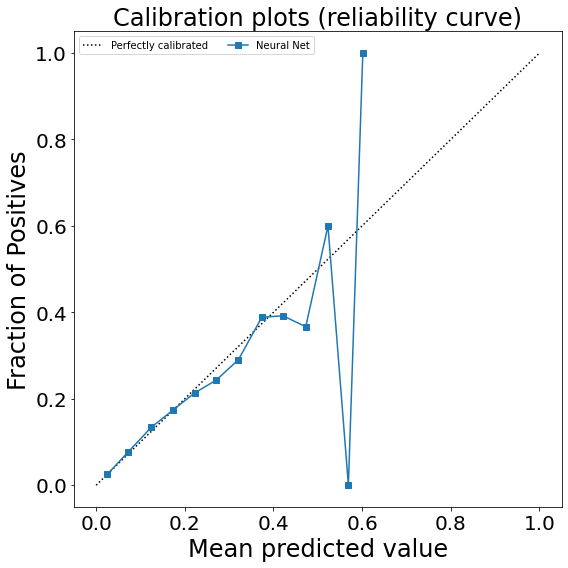 Calibration plots (reliability curve)
Perfectly calibrated
Neural Net
Fraction of Positives
1.0
0.8
0.6
0.4
0.2
0.0
0.0 0.2 0.4 0.6 0.8 1.0
Mean predicted value